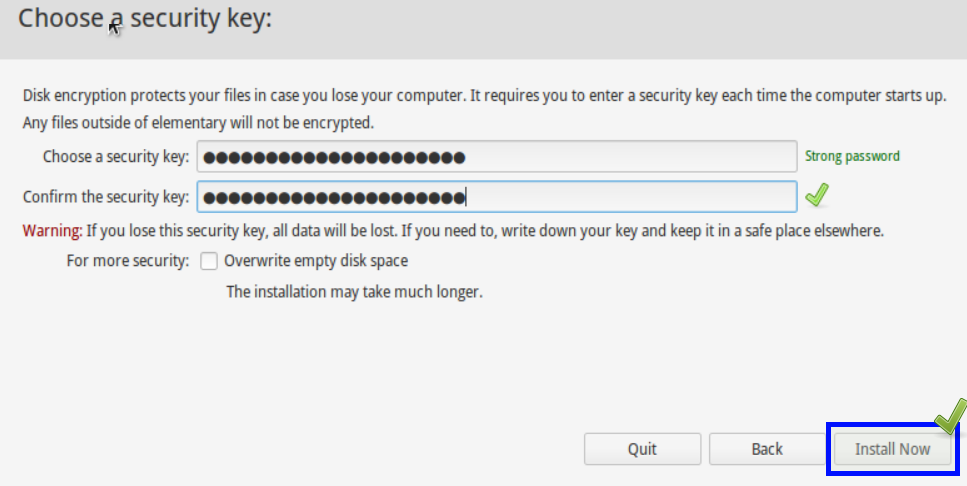 Choose a security key:
Disk encryption protects your files in case you lose your computer. It requires you to enter a security key each time the computer starts up.
Any files outside of elementary will not be encrypted.
Choose a security key: ●●●●●●●●●●●●●●●●●●●●● Strong password
Confirm the security key: ●●●●●●●●●●●●●●●●●●●●●
Warning: If you lose this security key, all data will be lost. If you need to, write down your key and keep it in a safe place elsewhere.
For more security: Overwrite empty disk space
The installation may take much longer.
Quit Back Install Now